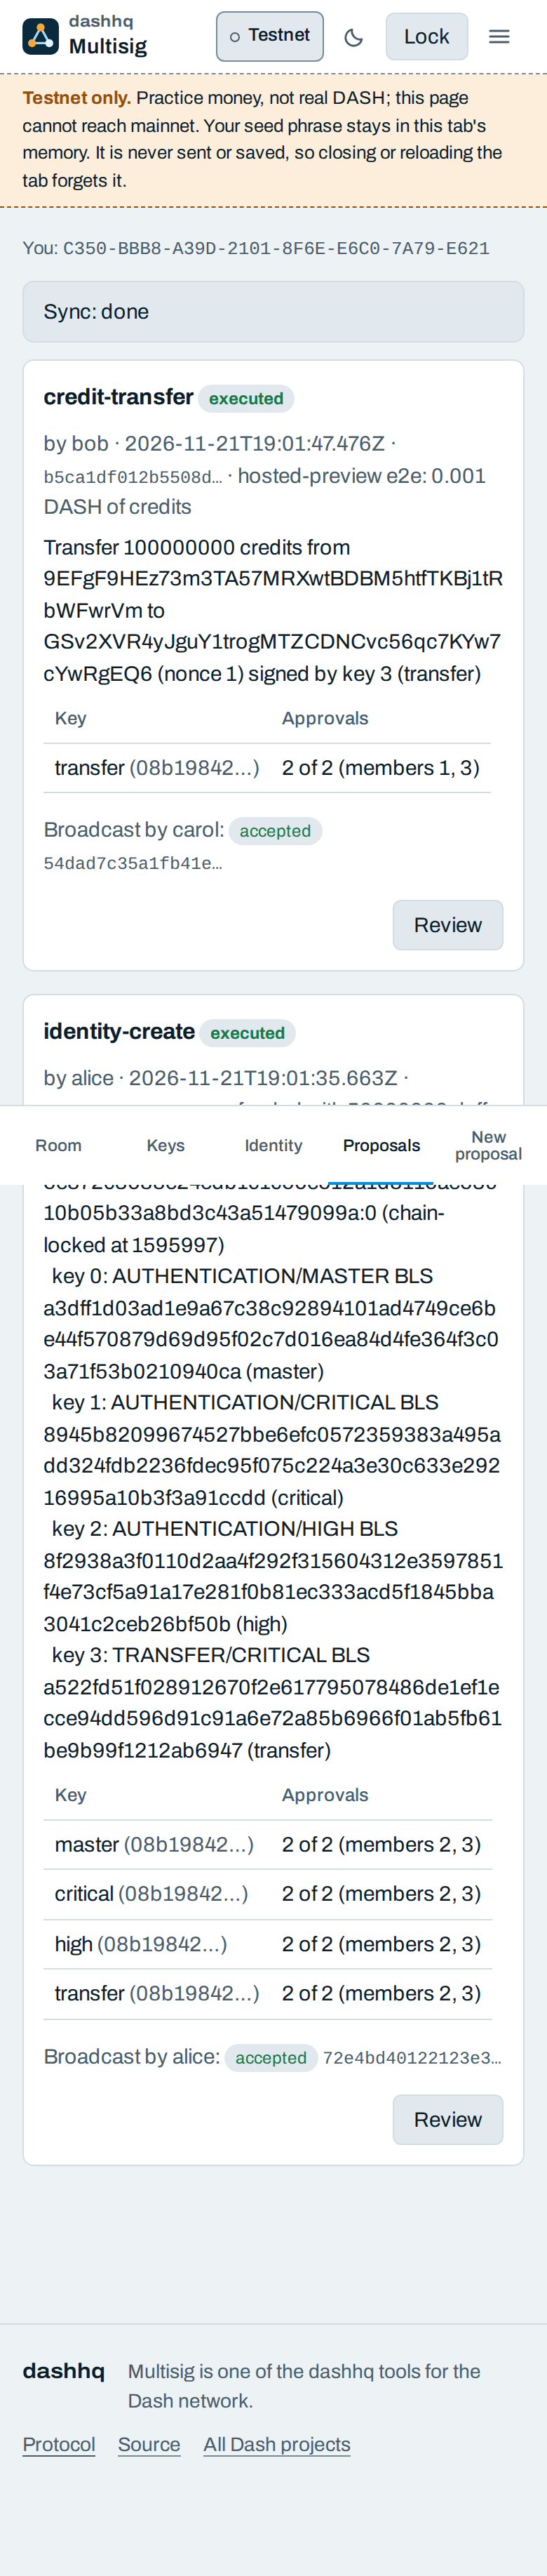 dashhq
Multisig
Testnet
Lock
Testnet only. Practice money, not real DASH; this page
cannot reach mainnet. Your seed phrase stays in this tab's
memory. It is never sent or saved, so closing or reloading the
tab forgets it.
You: C350-BBB8-A39D-2101-8F6E-E6C0-7A79-E621
Sync: done
credit-transfer executed
by bob · 2026-11-21T19:01:47.476Z ·
b5ca1df012b5508d… · hosted-preview e2e: 0.001
DASH of credits
Transfer 100000000 credits from
9EFgF9HEz73m3TA57MRXwtBDBM5htfTKBj1tR
bWFwrVm to
GSv2XVR4yJguY1trogMTZCDNCvc56qc7KYw7
cYwRgEQ6 (nonce 1) signed by key 3 (transfer)
Key Approvals
transfer (08b19842…) 2 of 2 (members 1, 3)
Broadcast by carol: accepted
54dad7c35a1fb41e…
Review
identity-create executed
by alice · 2026-11-21T19:01:35.663Z ·
Room
Keys
Identity
Proposals
New
proposal
10b05b33a8bd3c43a51479099a:0 (chain-
locked at 1595997)
key 0: AUTHENTICATION/MASTER BLS
a3dff1d03ad1e9a67c38c92894101ad4749ce6b
e44f570879d69d95f02c7d016ea84d4fe364f3c0
3a71f53b0210940ca (master)
key 1: AUTHENTICATION/CRITICAL BLS
8945b82099674527bbe6efc0572359383a495a
dd324fdb2236fdec95f075c224a3e30c633e292
16995a10b3f3a91ccdd (critical)
key 2: AUTHENTICATION/HIGH BLS
8f2938a3f0110d2aa4f292f315604312e3597851
f4e73cf5a91a17e281f0b81ec333acd5f1845bba
3041c2ceb26bf50b (high)
key 3: TRANSFER/CRITICAL BLS
a522fd51f028912670f2e617795078486de1ef1e
cce94dd596d91c91a6e72a85b6966f01ab5fb61
be9b99f1212ab6947 (transfer)
Key Approvals
master (08b19842…) 2 of 2 (members 2, 3)
critical (08b19842…) 2 of 2 (members 2, 3)
high (08b19842…) 2 of 2 (members 2, 3)
transfer (08b19842…) 2 of 2 (members 2, 3)
Broadcast by alice: accepted 72e4bd40122123e3…
Review
dashhq
Multisig is one of the dashhq tools for the
Dash network.
Protocol Source All Dash projects